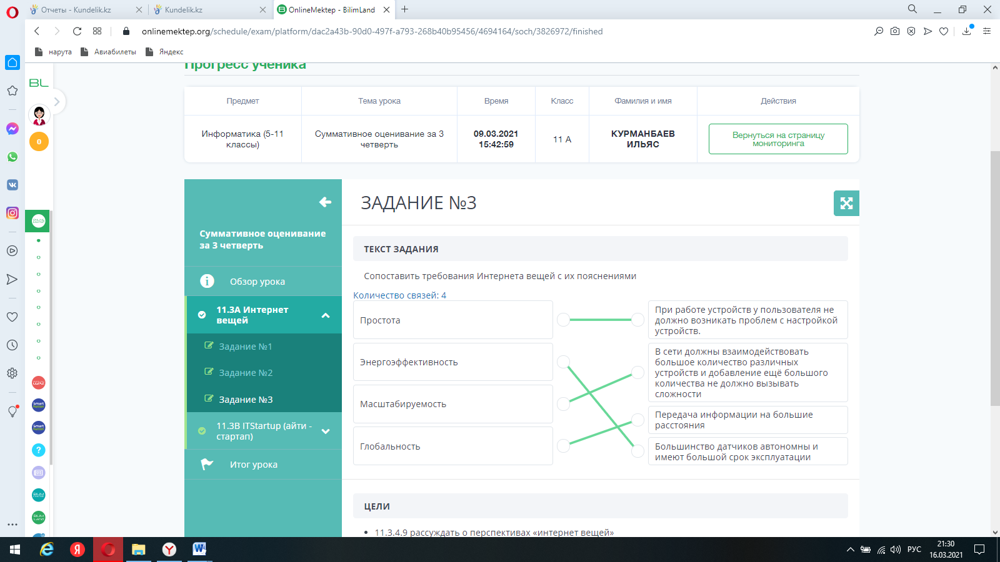 Отчеты - Kundelik.kz
Kundelik.kz
OnlineMektep - BilimLand
onlinemektep.org/schedule/exam/platform/dac2a43b-90d0-497f-a793-268b40b95456/4694164/soch/3826972/finished
нарута
Авиабилеты
Яндекс
Прогресс ученика
BL
0
Предмет
Тема урока
Время
Класс
Фамилия и имя
Действия
Информатика (5-11
классы)
Суммативное оценивание за 3
четверть
09.03.2021
15:42:59
11 А
КУРМАНБАЕВ
ИЛЬЯС
Вернуться на страницу
мониторинга
Суммативное оценивание
за 3 четверть
Обзор урока
11.3А Интернет
вещей
Задание №1
Задание №2
Задание №3
11.3В ITStartup (айти -
стартап)
Итог урока
ЗАДАНИЕ №3
ТЕКСТ ЗАДАНИЯ
Сопоставить требования Интернета вещей с их пояснениями
Количество связей: 4
Простота
Энергоэффективность
Масштабируемость
Глобальность
При работе устройств у пользователя не
должно возникать проблем с настройкой
устройств.
В сети должны взаимодействовать
большое количество различных
устройств и добавление ещё большого
количества не должно вызывать
сложности
Передача информации на большие
расстояния
Большинство датчиков автономны и
имеют большой срок эксплуатации
ЦЕЛИ
11.3.4.9 рассуждать о перспективах «интернет вещей»
РУС
21:30
16.03.2021